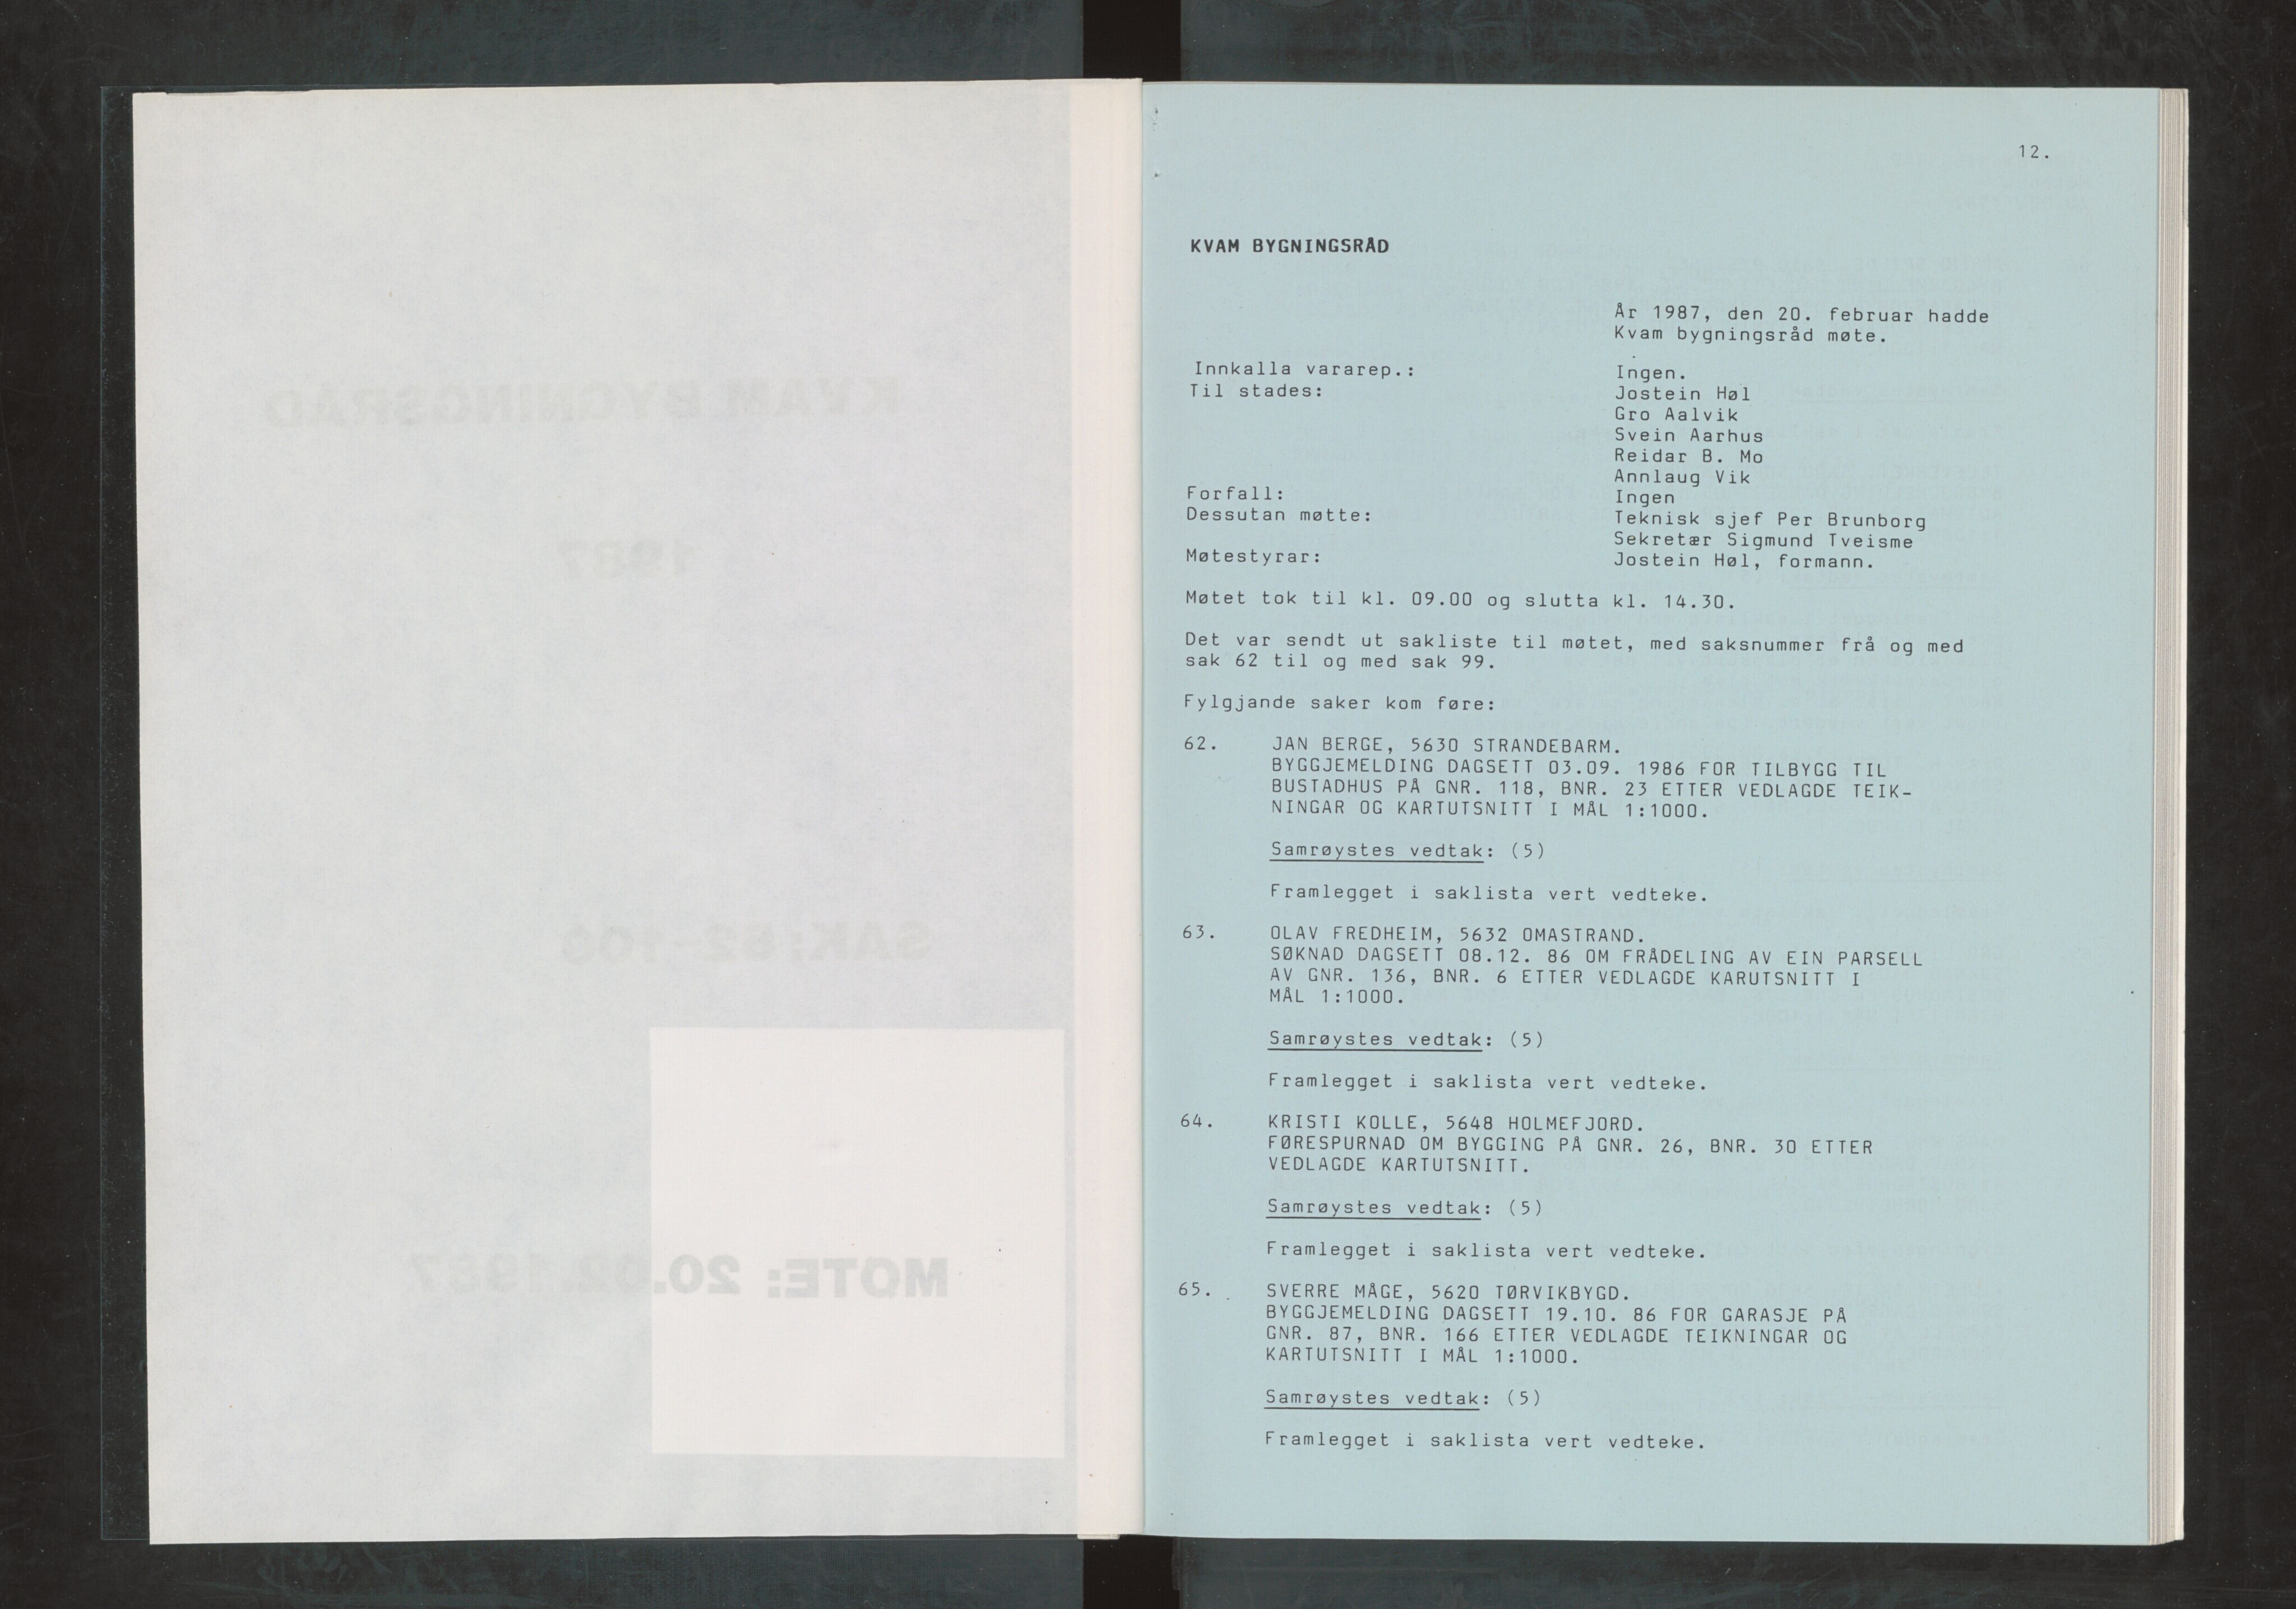 KVAM BYGNINGSRÅD
1987
SAK: 62-100
MØTE: 20.02.1987
12.
KVAM BYGNINGSRÅD
År 1987, den 20. februar hadde
Kvam bygningsråd møte.
Innkalla vararep.: Ingen.
Til stades: Jostein Høl
Gro Aalvik
Svein Aarhus
Reidar B. Mo
Annlaug Vik
Forfall: Ingen
Dessutan møtte: Teknisk sjef Per Brunborg
Sekretær Sigmund Tveisme
Møtestyrar: Jostein Høl, formann.
Møtet tok til kl. 09.00 og slutta kl. 14.30.
Det var sendt ut sakliste til møtet, med saksnummer frå og med
sak 62 til og med sak 99.
Fylgjande saker kom føre:
62. JAN BERGE, 5630 STRANDEBARM.
BYGGJEMELDING DAGSETT 03.09. 1986 FOR TILBYGG TIL
BUSTADHUS PÅ GNR. 118, BNR. 23 ETTER VEDLAGDE TEIK-
NINGAR OG KARTUTSNITT I MÅL 1:1000.
Samrøystes vedtak: (5)
Framlegget i saklista vert vedteke.
63. OLAV FREDHEIM, 5632 OMASTRAND.
SØKNAD DAGSETT 08.12. 86 OM FRÅDELING AV EIN PARSELL
AV GNR. 136, BNR. 6 ETTER VEDLAGDE KARUTSNITT I
MÅL 1:1000.
Samrøystes vedtak: (5)
Framlegget i saklista vert vedteke.
64. KRISTI KOLLE, 5648 HOLMEFJORD.
FØRESPURNAD OM BYGGING PÅ GNR. 26, BNR. 30 ETTER
VEDLAGDE KARTUTSNITT.
Samrøystes vedtak: (5)
Framlegget i saklista vert vedteke.
65. SVERRE MÅGE, 5620 TØRVIKBYGD.
BYGGJEMELDING DAGSETT 19.10. 86 FOR GARASJE PÅ
GNR. 87, BNR. 166 ETTER VEDLAGDE TEIKNINGAR OG
KARTUTSNITT I MÅL 1:1000.
Samrøystes vedtak: (5)
Framlegget i saklista vert vedteke.